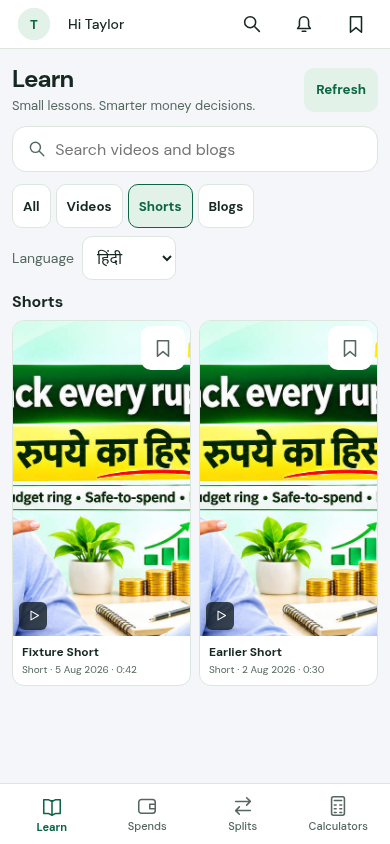 T
Hi Taylor
Learn
Small lessons. Smarter money decisions.
Refresh
Search videos and blogs
All
Videos
Shorts
Blogs
Language
हिंदी
Shorts
ck every rup
रुपये का हिस
udget ring • Safe-to-spend •
ck every rup
रुपये का हिस
udget ring • Safe-to-spend •
Fixture Short
Short · 5 Aug 2026 · 0:42
Earlier Short
Short · 2 Aug 2026 · 0:30
Learn
Spends
Splits
Calculators